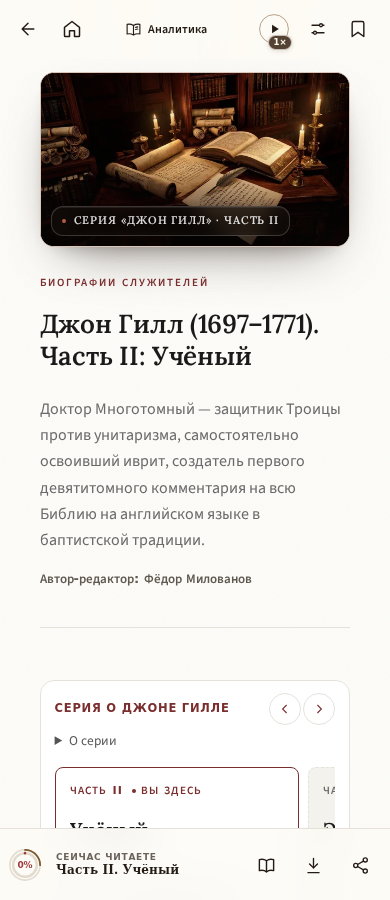 Аналитика
1×
СЕРИЯ «ДЖОН ГИЛЛ» · ЧАСТЬ II
БИОГРАФИИ СЛУЖИТЕЛЕЙ
Джон Гилл (1697–1771).
Часть II: Учёный
Доктор Многотомный — защитник Троицы
против унитаризма, самостоятельно
освоивший иврит, создатель первого
девятитомного комментария на всю
Библию на английском языке в
баптистской традиции.
Автор-редактор: Фёдор Милованов
СЕРИЯ О ДЖОНЕ ГИЛЛЕ
О серии
ЧАСТЬ II • ВЫ ЗДЕСЬ
ЧА
0%
СЕЙЧАС ЧИТАЕТЕ
Часть II. Учёный